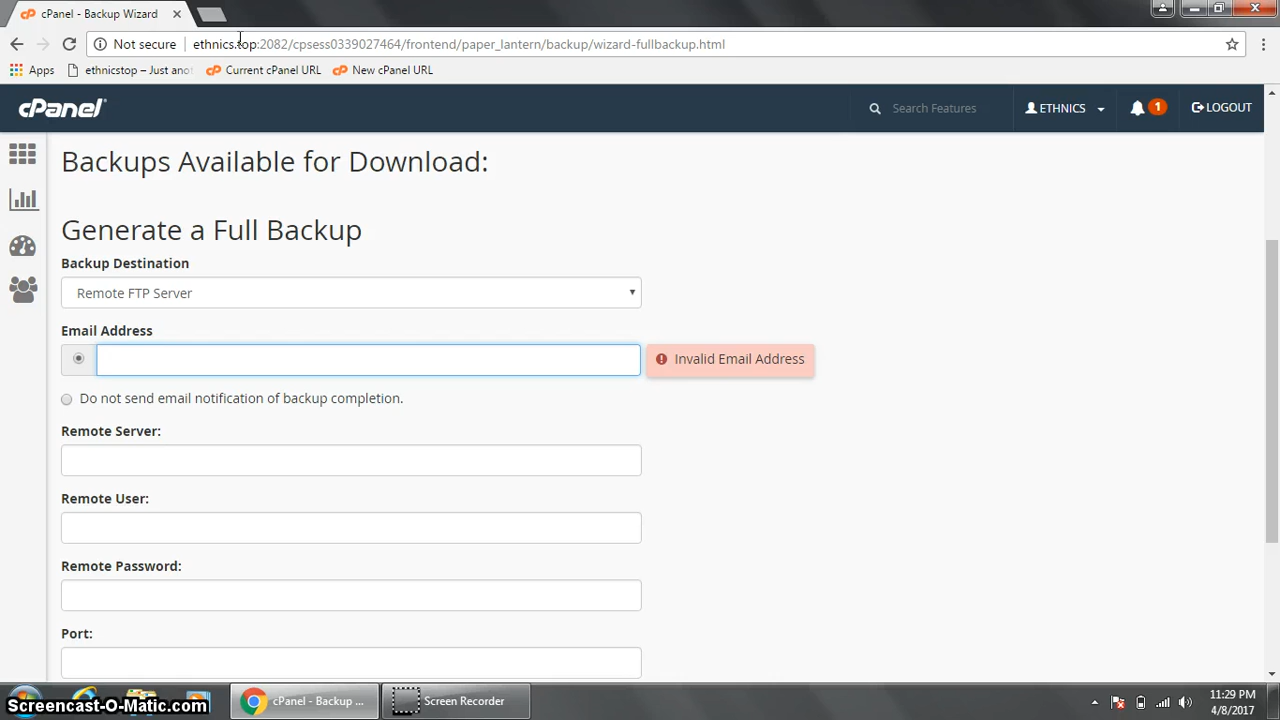 cPanel - Backup Wizard
Not secure
ethnics.top:2082/cpsess0339027464/frontend/paper_lantern/backup/wizard-fullbackup.html
Apps
ethnicstop – Just anot
Current cPanel URL
New cPanel URL
cPanel
Search Features
ETHNICS
1
LOGOUT
Backups Available for Download:
Generate a Full Backup
Backup Destination
Remote FTP Server
Email Address
Invalid Email Address
Do not send email notification of backup completion.
Remote Server:
Remote User:
Remote Password:
Port:
Screencast-O-Matic.com
cPanel - Backup ...
Screen Recorder
11:29 PM
4/8/2017